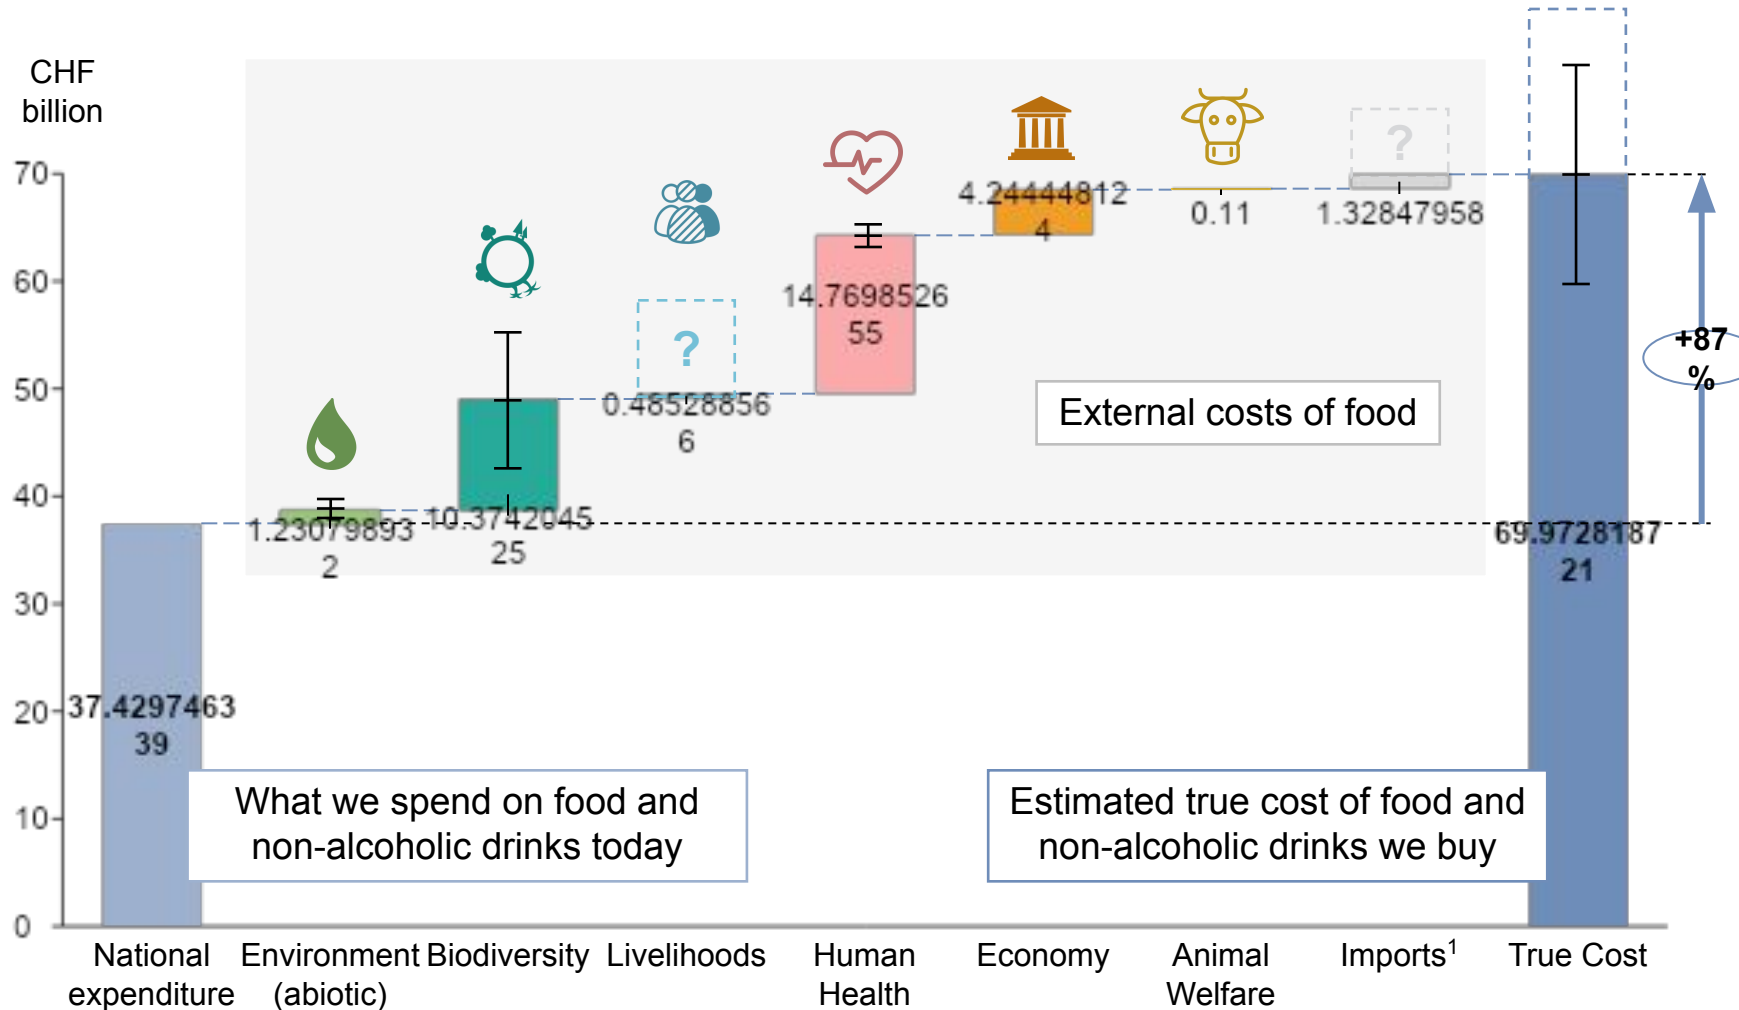 CHF
billion
70
60
50
40
30
20
10
0
37.4297463
39
1.23079893
2
10.3742045
25
?
0.48528856
6
14.7698526
55
4.24444812
4
0.11
?
1.32847958
69.9728187
21
+87
%
External costs of food
What we spend on food and
non-alcoholic drinks today
Estimated true cost of food and
non-alcoholic drinks we buy
National
expenditure
Environment
(abiotic)
Biodiversity
Livelihoods
Human
Health
Economy
Animal
Welfare
Imports¹
True Cost